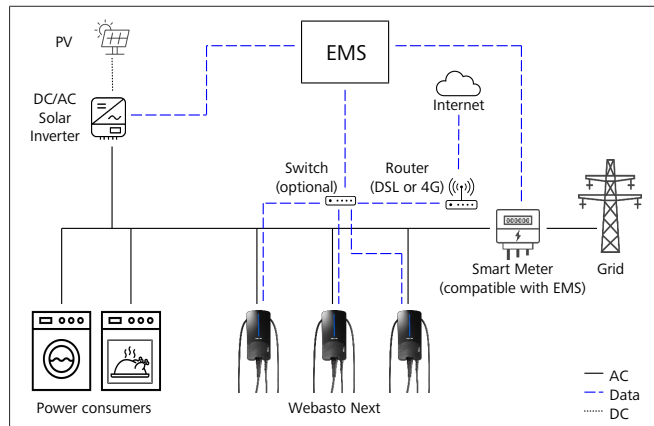 PV
EMS
DC/AC
Solar
Inverter
Internet
Switch
(optional)
Router
(DSL or 4G)
Smart Meter
(compatible with EMS)
Grid
Power consumers
Webasto Next
AC
Data
DC